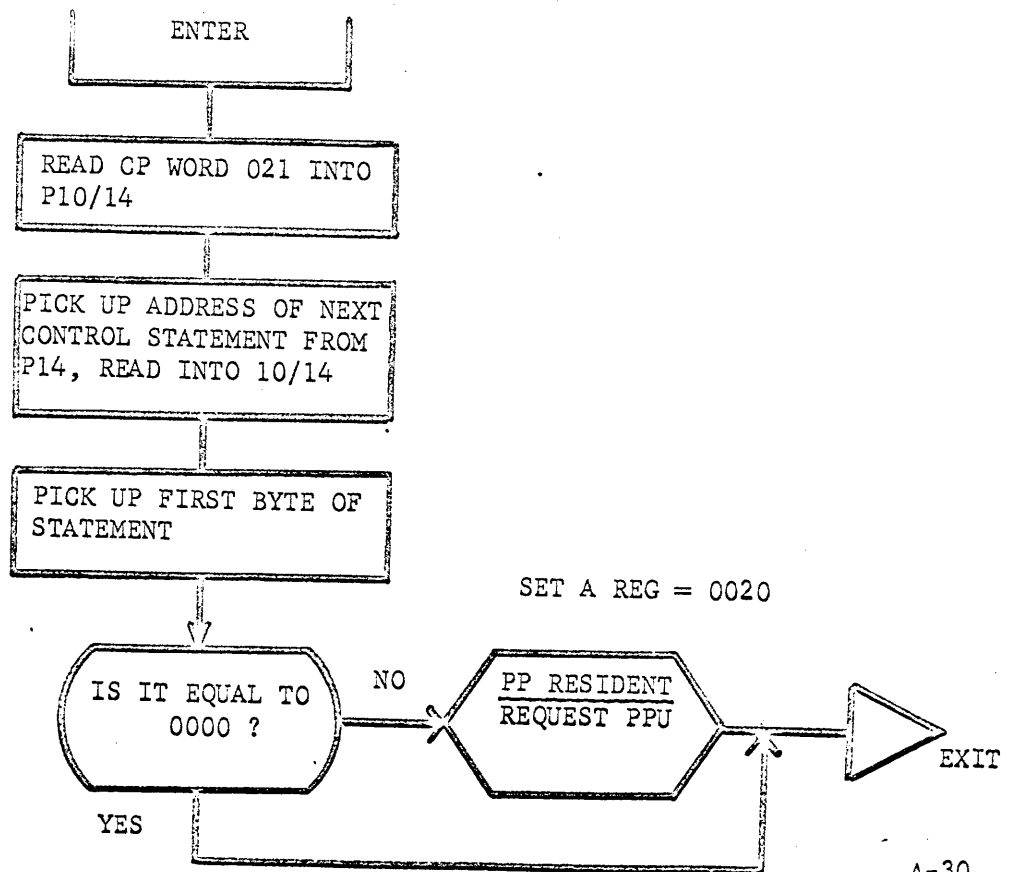 ENTER
READ CP WORD 021 INTO
P10/14
PICK UP ADDRESS OF NEXT
CONTROL STATEMENT FROM
P14, READ INTO 10/14
PICK UP FIRST BYTE OF
STATEMENT
SET A REG = 0020
IS IT EQUAL TO
0000 ?
NO
PP RESIDENT
REQUEST PPU
EXIT
YES
A-30